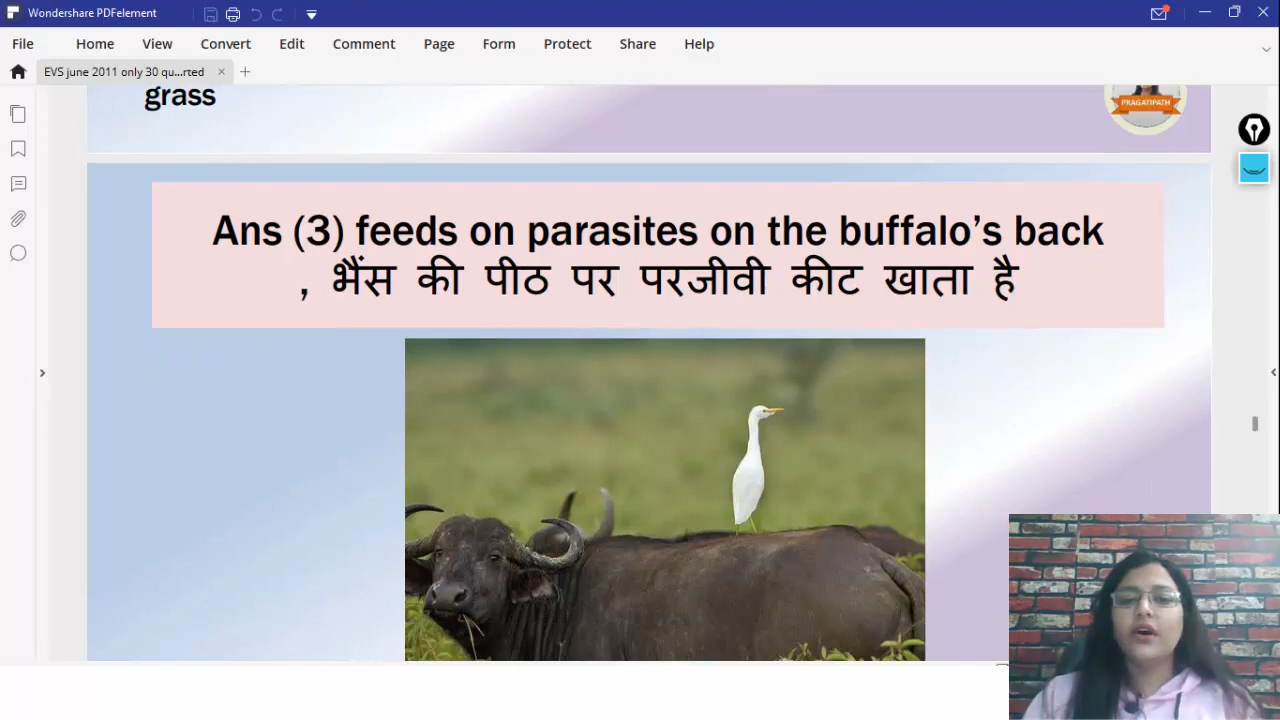 Wondershare PDFelement
File Home View Convert Edit Comment Page Form Protect Share Help
EVS june 2011 only 30 qu...rted × +
grass
PRAGATIPATH
Ans (3) feeds on parasites on the buffalo’s back
, भैंस की पीठ पर परजीवी कीट खाता है